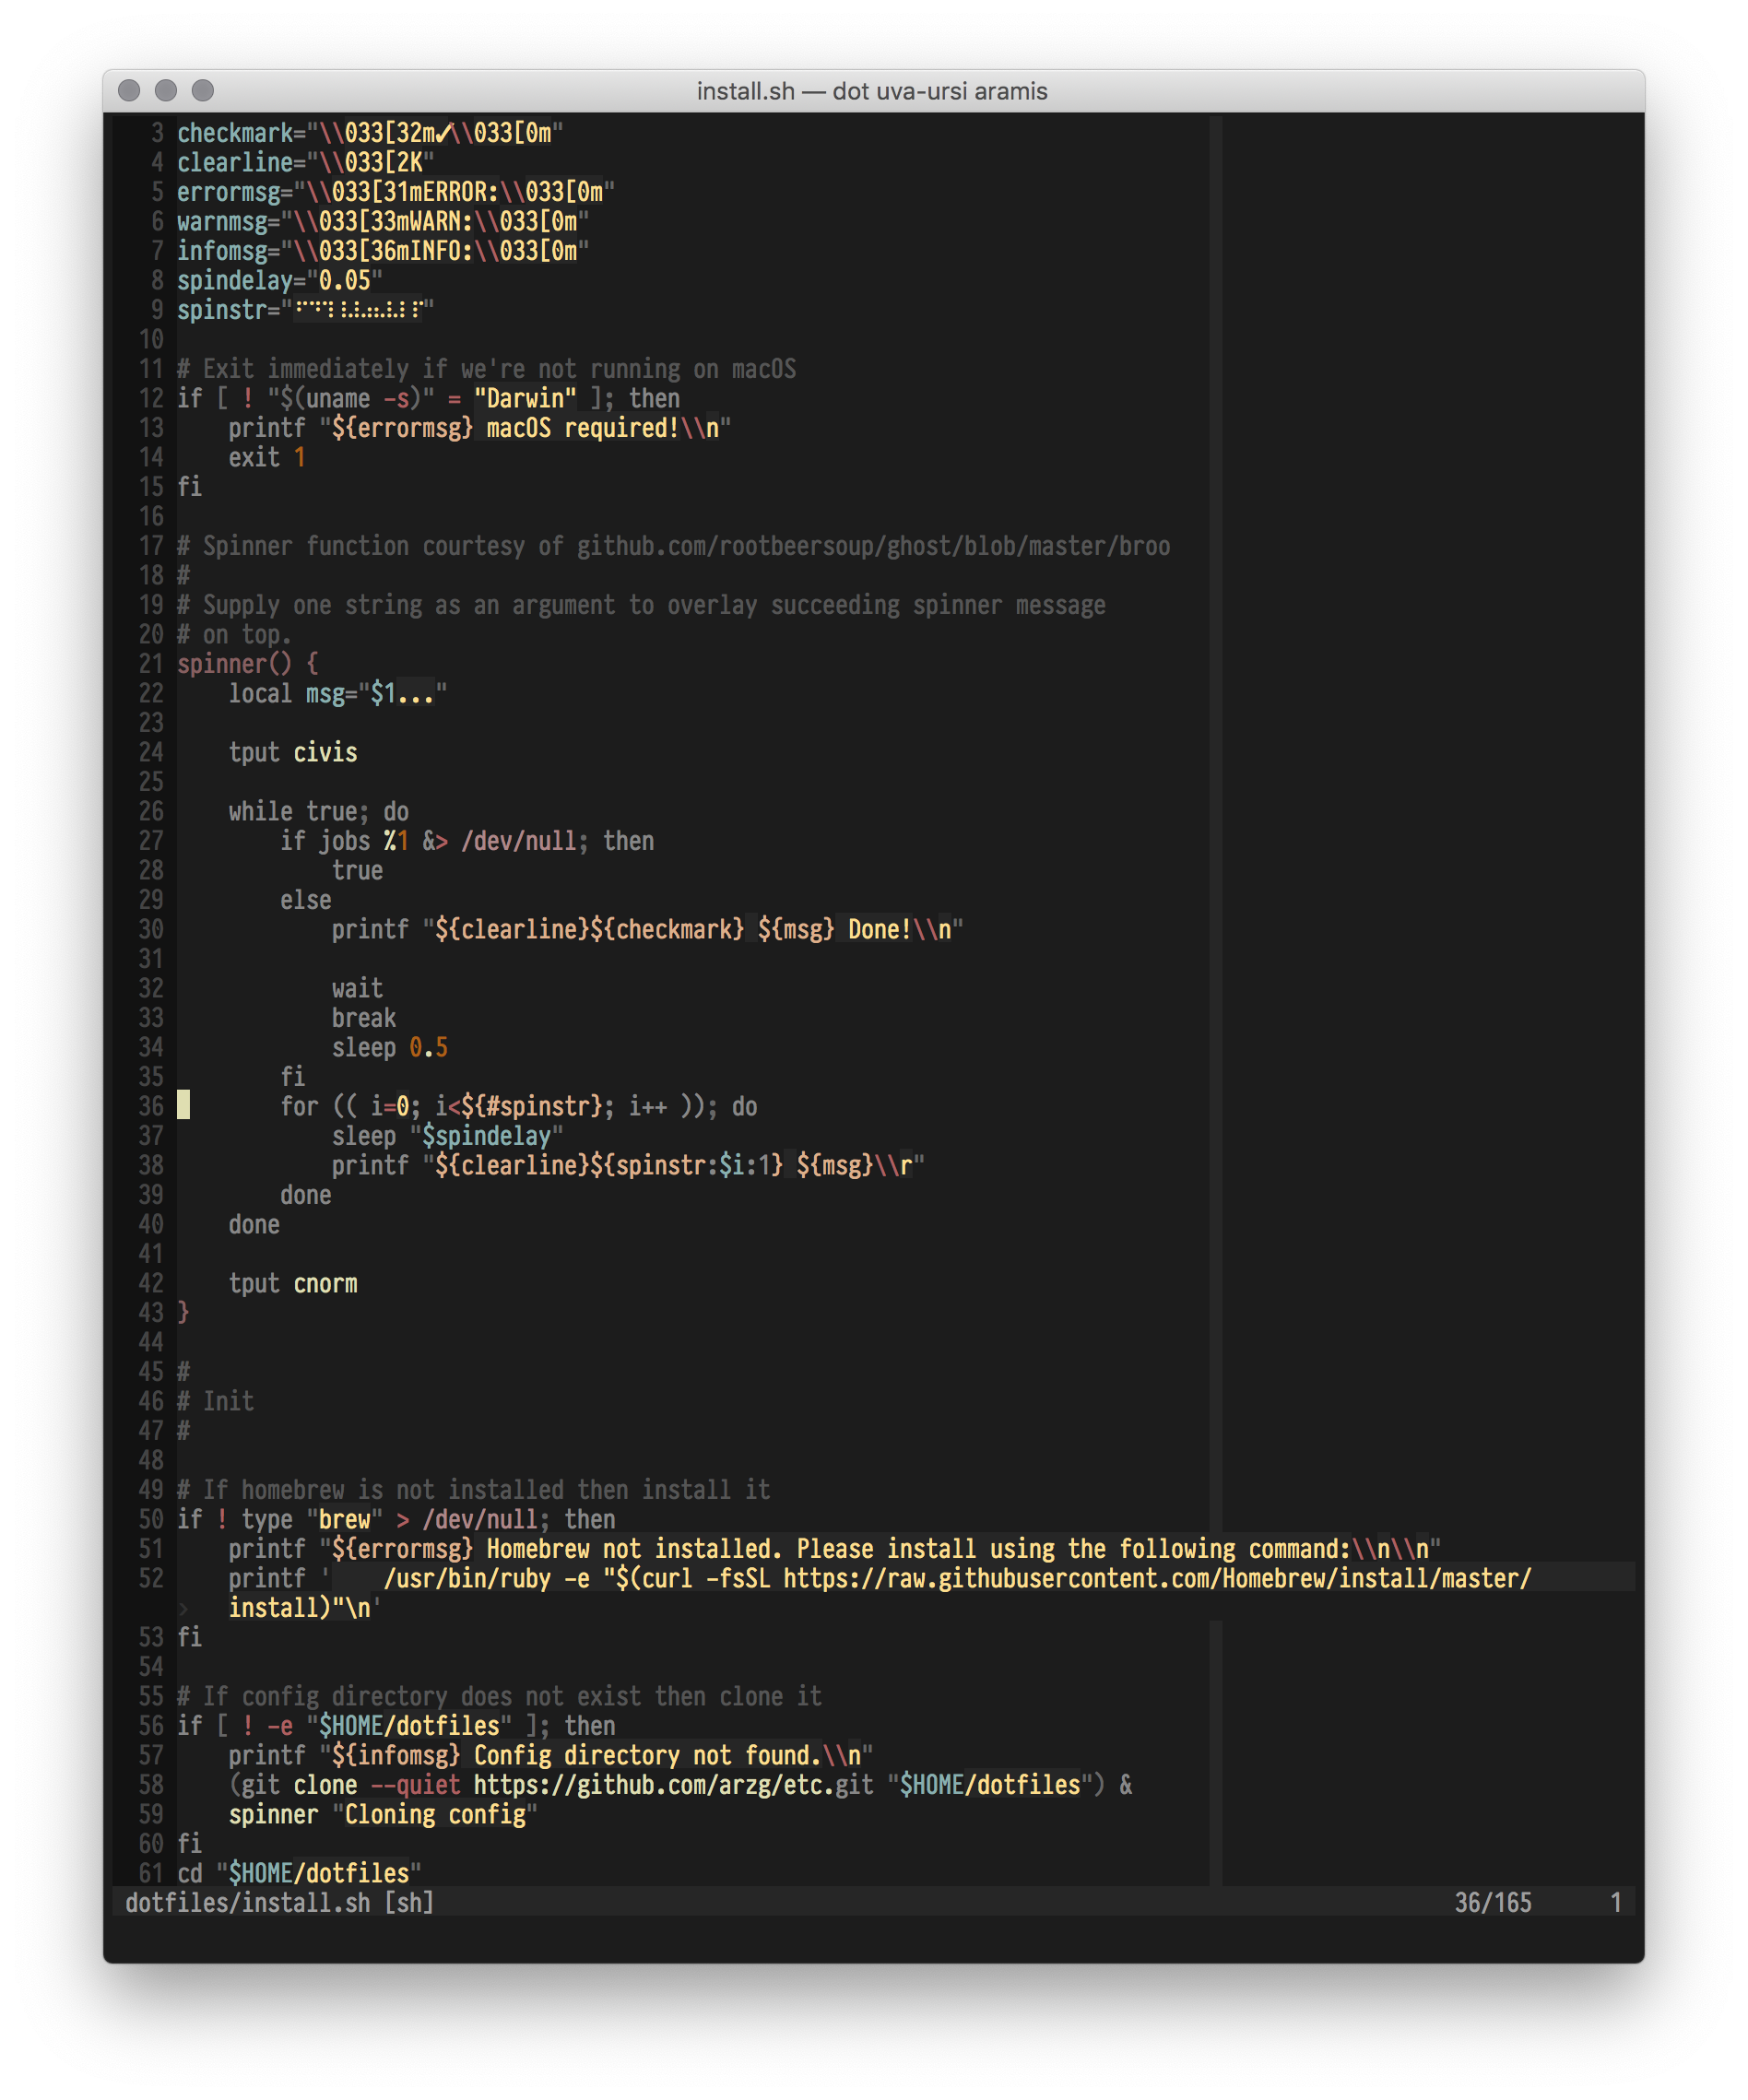 install.sh — dot uva-ursi aramis
3 checkmark="\\033[32m✓\\033[0m"
4 clearline="\\033[2K"
5 errormsg="\\033[31mERROR:\\033[0m"
6 warnmsg="\\033[33mWARN:\\033[0m"
7 infomsg="\\033[36mINFO:\\033[0m"
8 spindelay="0.05"
9 spinstr="⠋⠙⠹⠸⠼⠴⠦⠧⠇⠏"
10
11 # Exit immediately if we're not running on macOS
12 if [ ! "$(uname -s)" = "Darwin" ]; then
13     printf "${errormsg} macOS required!\\n"
14     exit 1
15 fi
16
17 # Spinner function courtesy of github.com/rootbeersoup/ghost/blob/master/broo
18 #
19 # Supply one string as an argument to overlay succeeding spinner message
20 # on top.
21 spinner() {
22     local msg="$1..."
23
24     tput civis
25
26     while true; do
27         if jobs %1 &> /dev/null; then
28             true
29         else
30             printf "${clearline}${checkmark} ${msg} Done!\\n"
31
32             wait
33             break
34             sleep 0.5
35         fi
36         for (( i=0; i<${#spinstr}; i++ )); do
37             sleep "$spindelay"
38             printf "${clearline}${spinstr:$i:1} ${msg}\\r"
39         done
40     done
41
42     tput cnorm
43 }
44
45 #
46 # Init
47 #
48
49 # If homebrew is not installed then install it
50 if ! type "brew" > /dev/null; then
51     printf "${errormsg} Homebrew not installed. Please install using the following command:\\n\\n"
52     printf '    /usr/bin/ruby -e "$(curl -fsSL https://raw.githubusercontent.com/Homebrew/install/master/
›   install)"\n'
53 fi
54
55 # If config directory does not exist then clone it
56 if [ ! -e "$HOME/dotfiles" ]; then
57     printf "${infomsg} Config directory not found.\\n"
58     (git clone --quiet https://github.com/arzg/etc.git "$HOME/dotfiles") &
59     spinner "Cloning config"
60 fi
61 cd "$HOME/dotfiles"
dotfiles/install.sh [sh] 36/165 1